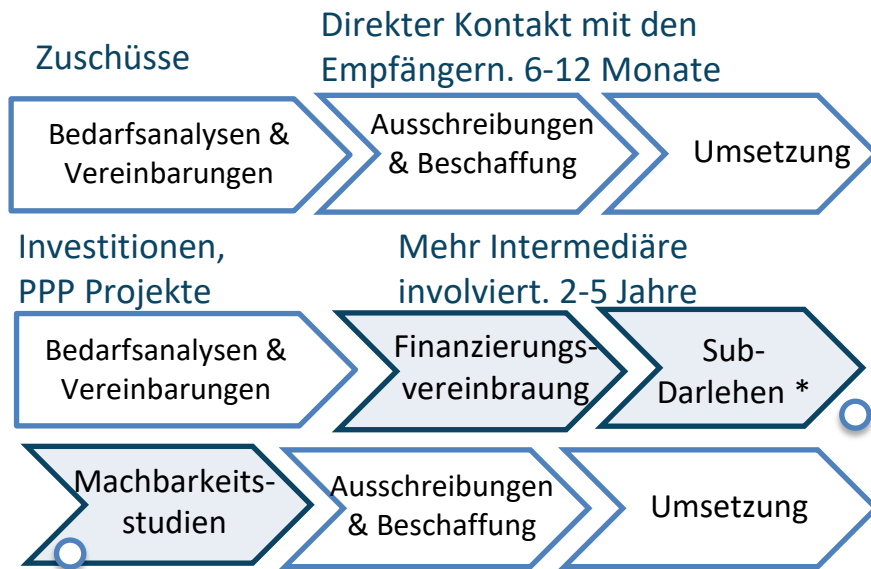 Zuschüsse
Direkter Kontakt mit den
Empfängern. 6-12 Monate
Bedarfsanalysen &
Vereinbarungen
Ausschreibungen
& Beschaffung
Umsetzung
Investitionen,
PPP Projekte
Mehr Intermediäre
involviert. 2-5 Jahre
Bedarfsanalysen &
Vereinbarungen
Finanzierungs-
vereinbraung
Sub-
Darlehen *
Machbarkeits-
studien
Ausschreibungen
& Beschaffung
Umsetzung